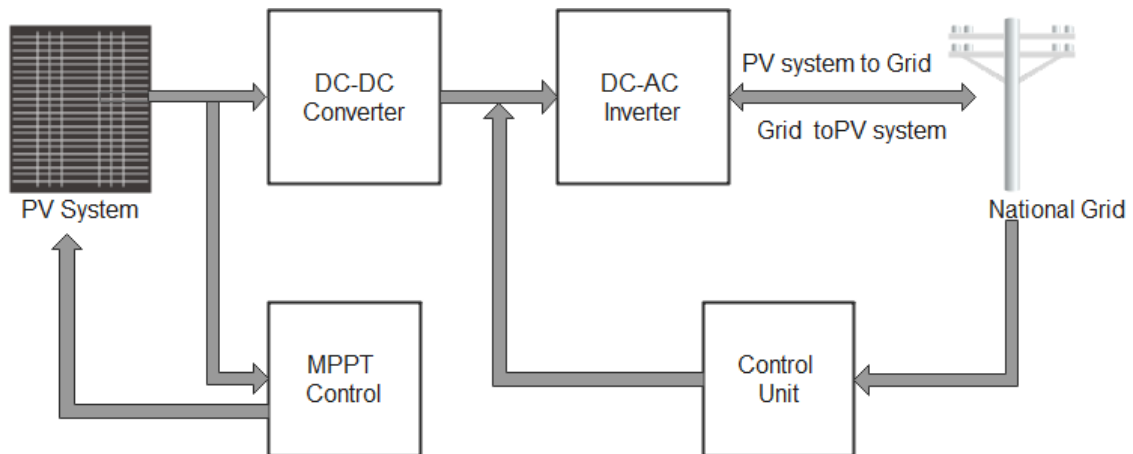 DC-DC
Converter
DC-AC
Inverter
PV system to Grid
Grid toPV system
PV System
National Grid
MPPT
Control
Control
Unit